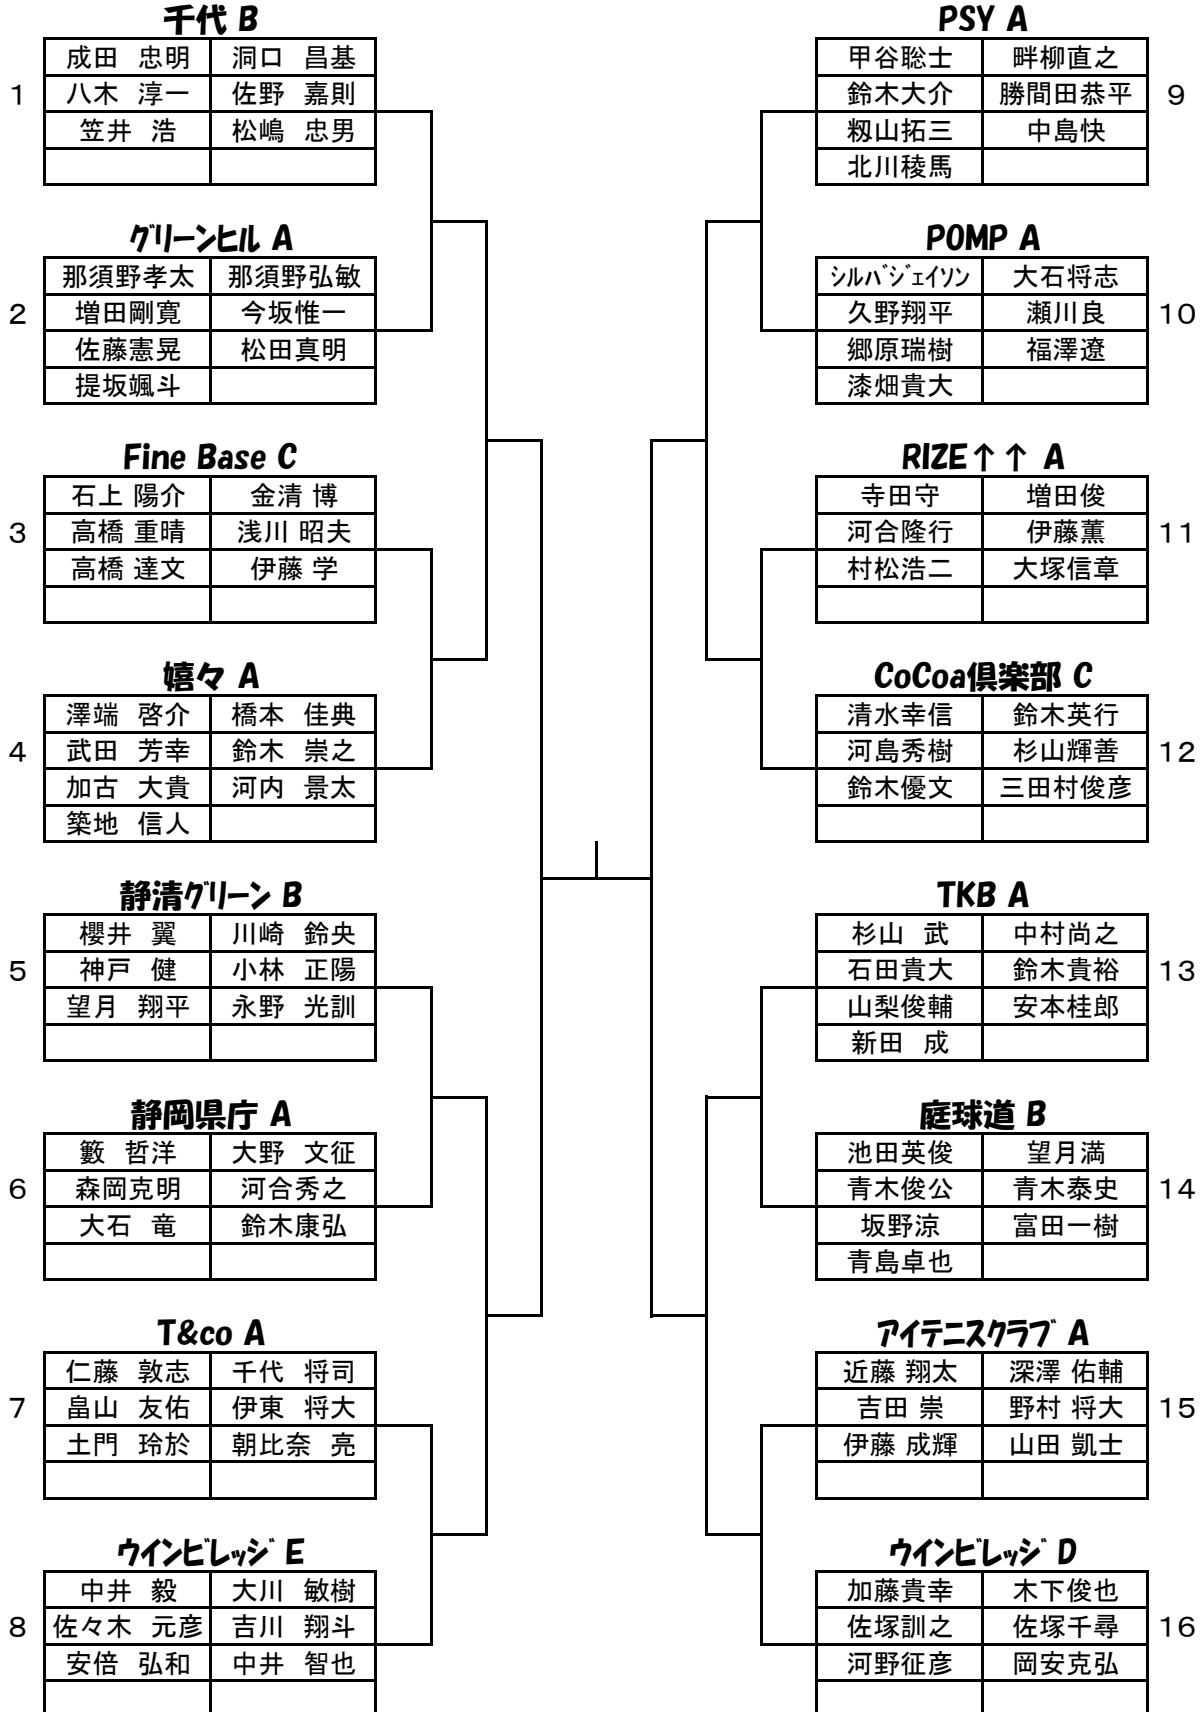 千代 B
1
成田 忠明 洞口 昌基
八木 淳一 佐野 嘉則
笠井 浩 松嶋 忠男
グリーンヒル A
2
那須野孝太 那須野弘敏
増田剛寛 今坂惟一
佐藤憲晃 松田真明
提坂颯斗
Fine Base C
3
石上 陽介 金清 博
高橋 重晴 浅川 昭夫
高橋 達文 伊藤 学
嬉々 A
4
澤端 啓介 橋本 佳典
武田 芳幸 鈴木 崇之
加古 大貴 河内 景太
築地 信人
静清グリーン B
5
櫻井 翼 川崎 鈴央
神戸 健 小林 正陽
望月 翔平 永野 光訓
静岡県庁 A
6
籔 哲洋 大野 文征
森岡克明 河合秀之
大石 竜 鈴木康弘
T&co A
7
仁藤 敦志 千代 将司
畠山 友佑 伊東 将大
土門 玲於 朝比奈 亮
ウインビレッジ E
8
中井 毅 大川 敏樹
佐々木 元彦 吉川 翔斗
安倍 弘和 中井 智也
PSY A
9
甲谷聡士 畔柳直之
鈴木大介 勝間田恭平
籾山拓三 中島快
北川稜馬
POMP A
10
シルバジェイソン 大石将志
久野翔平 瀬川良
郷原瑞樹 福澤遼
漆畑貴大
RIZE↑↑ A
11
寺田守 増田俊
河合隆行 伊藤薫
村松浩二 大塚信章
CoCoa倶楽部 C
12
清水幸信 鈴木英行
河島秀樹 杉山輝善
鈴木優文 三田村俊彦
TKB A
13
杉山 武 中村尚之
石田貴大 鈴木貴裕
山梨俊輔 安本桂郎
新田 成
庭球道 B
14
池田英俊 望月満
青木俊公 青木泰史
坂野涼 富田一樹
青島卓也
アイテニスクラブ A
15
近藤 翔太 深澤 佑輔
吉田 崇 野村 将大
伊藤 成輝 山田 凱士
ウインビレッジ D
16
加藤貴幸 木下俊也
佐塚訓之 佐塚千尋
河野征彦 岡安克弘